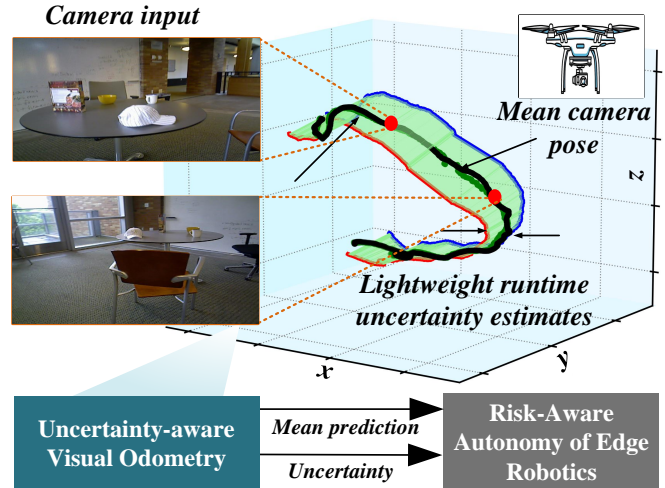 Camera input
Mean camera
pose
z
Lightweight runtime
uncertainty estimates
x
y
Uncertainty-aware
Visual Odometry
Mean prediction
Uncertainty
Risk-Aware
Autonomy of Edge
Robotics